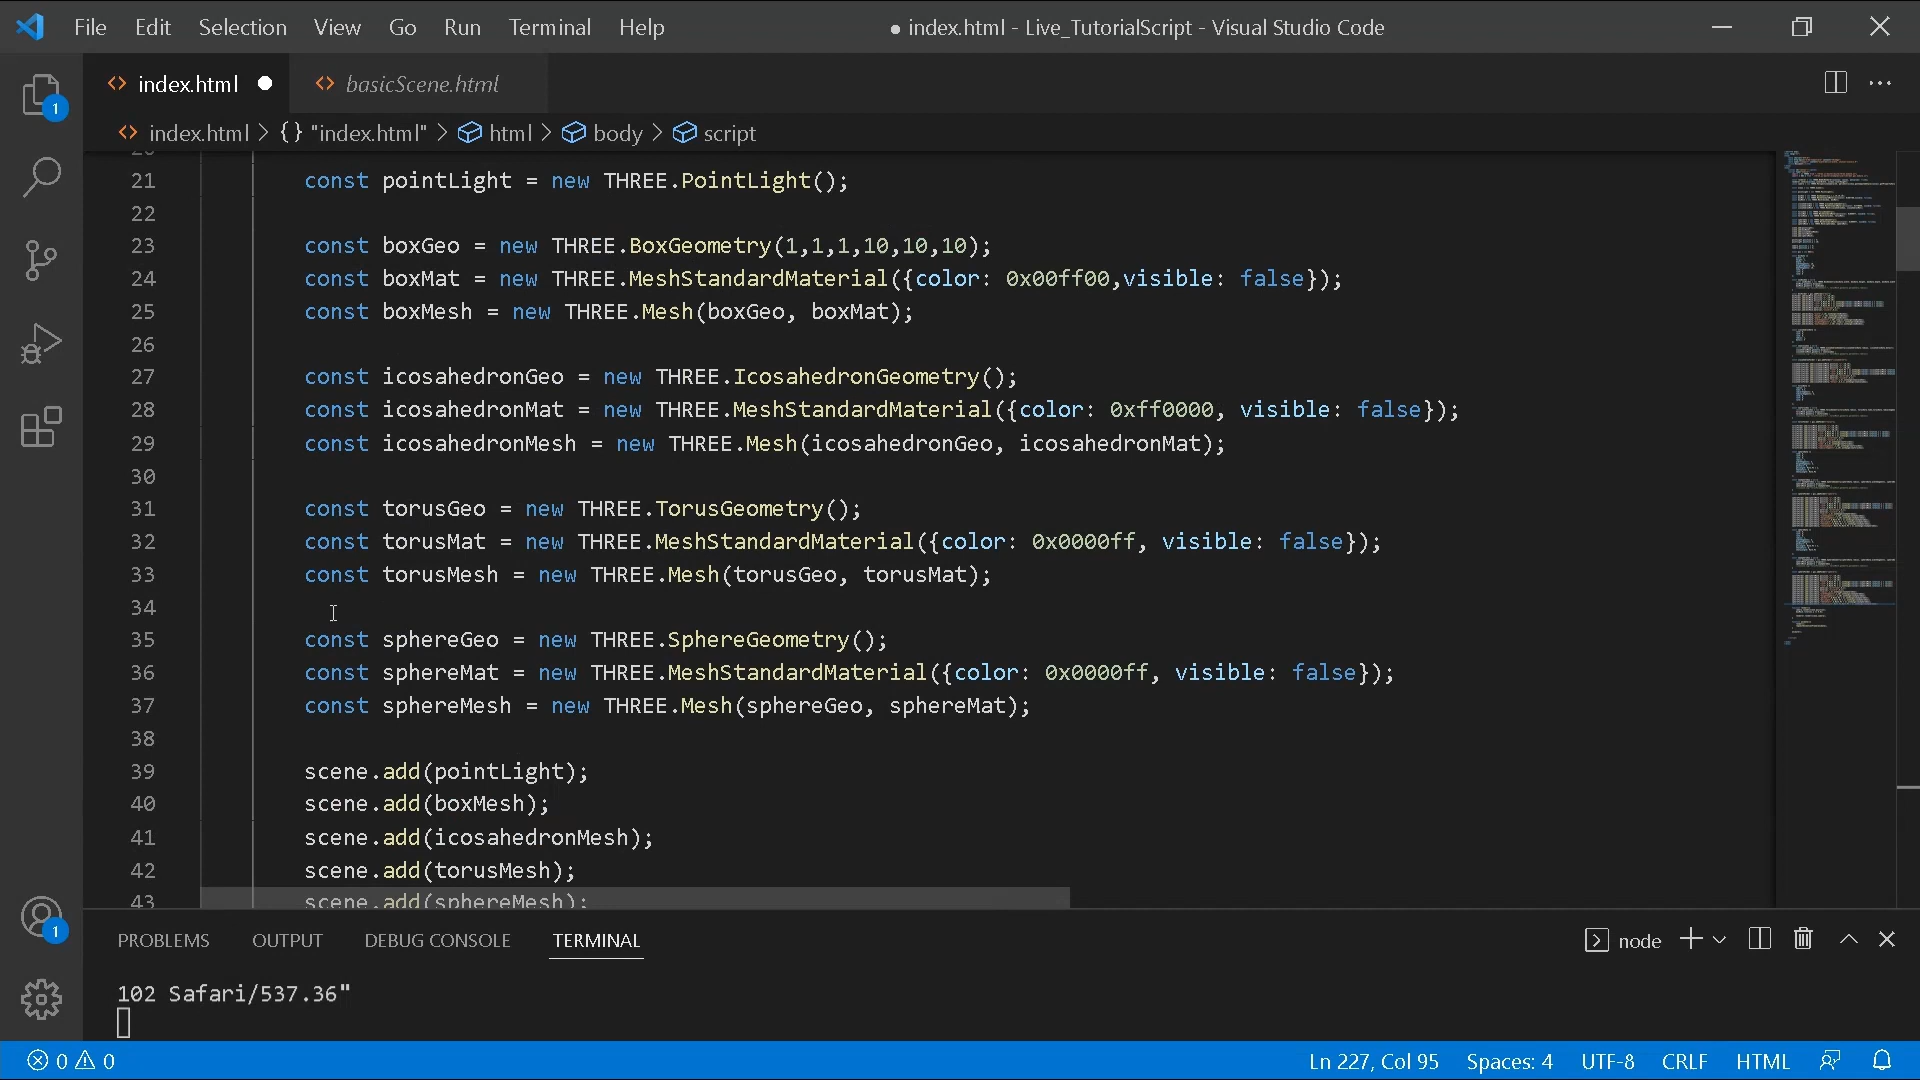 File Edit Selection View Go Run Terminal Help ● index.html - Live_TutorialScript - Visual Studio Code
index.html basicScene.html
index.html > {} "index.html" > html > body > script
21 const pointLight = new THREE.PointLight();
22
23 const boxGeo = new THREE.BoxGeometry(1,1,1,10,10,10);
24 const boxMat = new THREE.MeshStandardMaterial({color: 0x00ff00,visible: false});
25 const boxMesh = new THREE.Mesh(boxGeo, boxMat);
26
27 const icosahedronGeo = new THREE.IcosahedronGeometry();
28 const icosahedronMat = new THREE.MeshStandardMaterial({color: 0xff0000, visible: false});
29 const icosahedronMesh = new THREE.Mesh(icosahedronGeo, icosahedronMat);
30
31 const torusGeo = new THREE.TorusGeometry();
32 const torusMat = new THREE.MeshStandardMaterial({color: 0x0000ff, visible: false});
33 const torusMesh = new THREE.Mesh(torusGeo, torusMat);
34
35 const sphereGeo = new THREE.SphereGeometry();
36 const sphereMat = new THREE.MeshStandardMaterial({color: 0x0000ff, visible: false});
37 const sphereMesh = new THREE.Mesh(sphereGeo, sphereMat);
38
39 scene.add(pointLight);
40 scene.add(boxMesh);
41 scene.add(icosahedronMesh);
42 scene.add(torusMesh);
43 scene.add(sphereMesh);
PROBLEMS OUTPUT DEBUG CONSOLE TERMINAL node
102 Safari/537.36"
1
1
0 0 Ln 227, Col 95 Spaces: 4 UTF-8 CRLF HTML